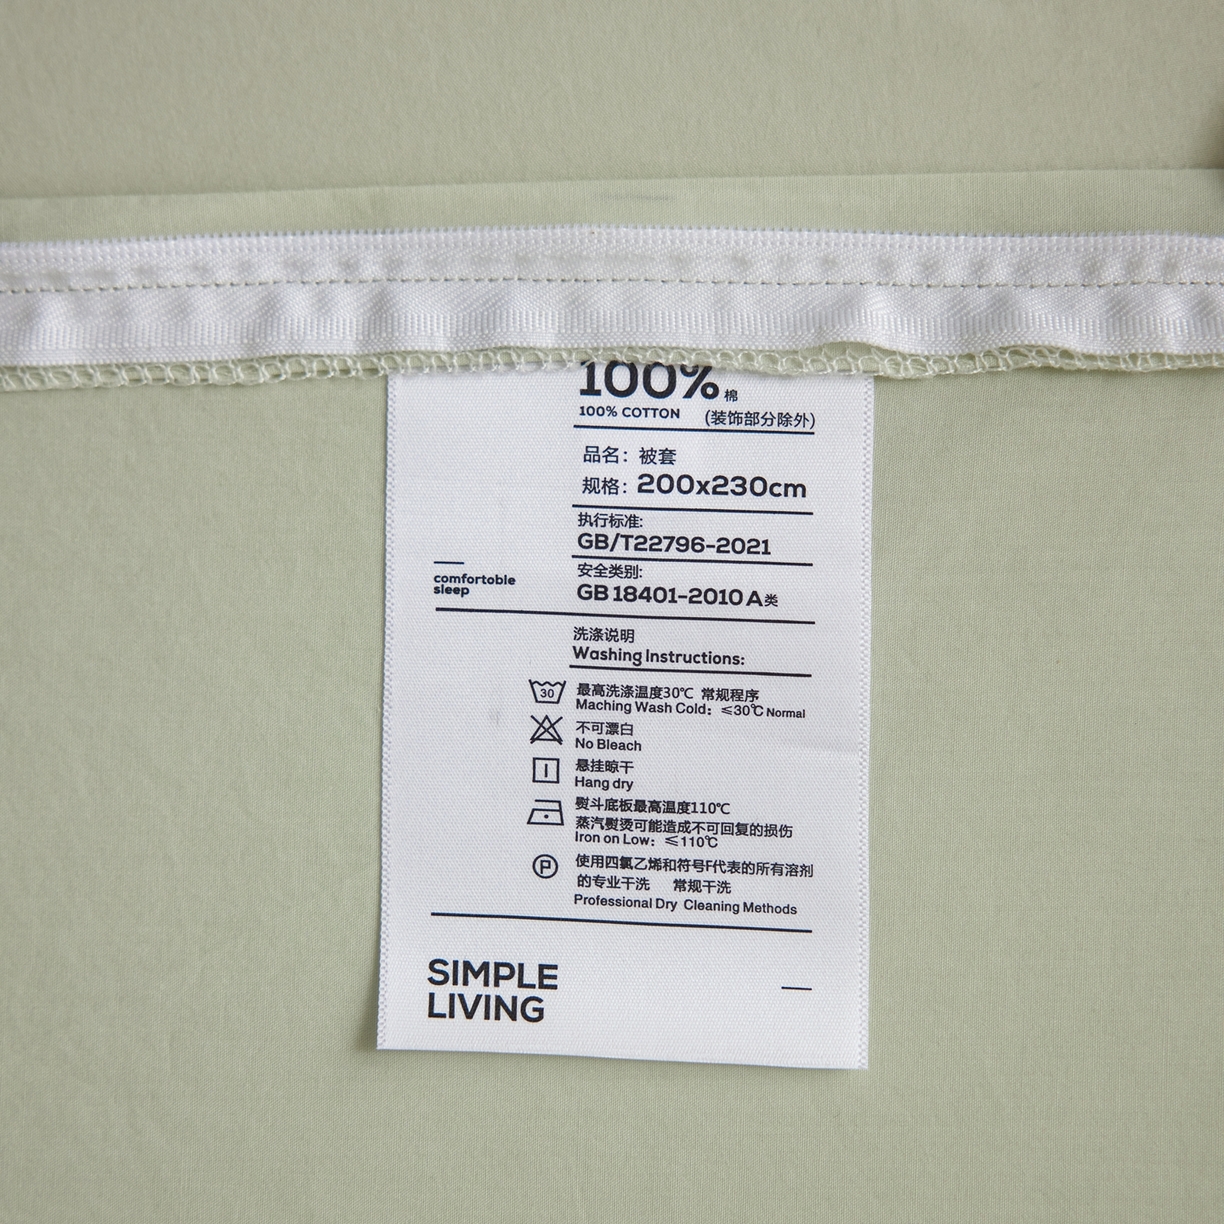 100% 棉
100% COTTON (装饰部分除外)
品名：被套
规格：200x230cm
执行标准:
GB/T22796-2021
安全类别:
GB 18401-2010 A类
comfortable
sleep
洗涤说明
Washing Instructions:
30
最高洗涤温度30℃ 常规程序
Maching Wash Cold：≤30℃ Normal
不可漂白
No Bleach
悬挂晾干
Hang dry
熨斗底板最高温度110℃
蒸汽熨烫可能造成不可回复的损伤
Iron on Low：≤110℃
P
使用四氯乙烯和符号F代表的所有溶剂
的专业干洗 常规干洗
Professional Dry Cleaning Methods
SIMPLE
LIVING